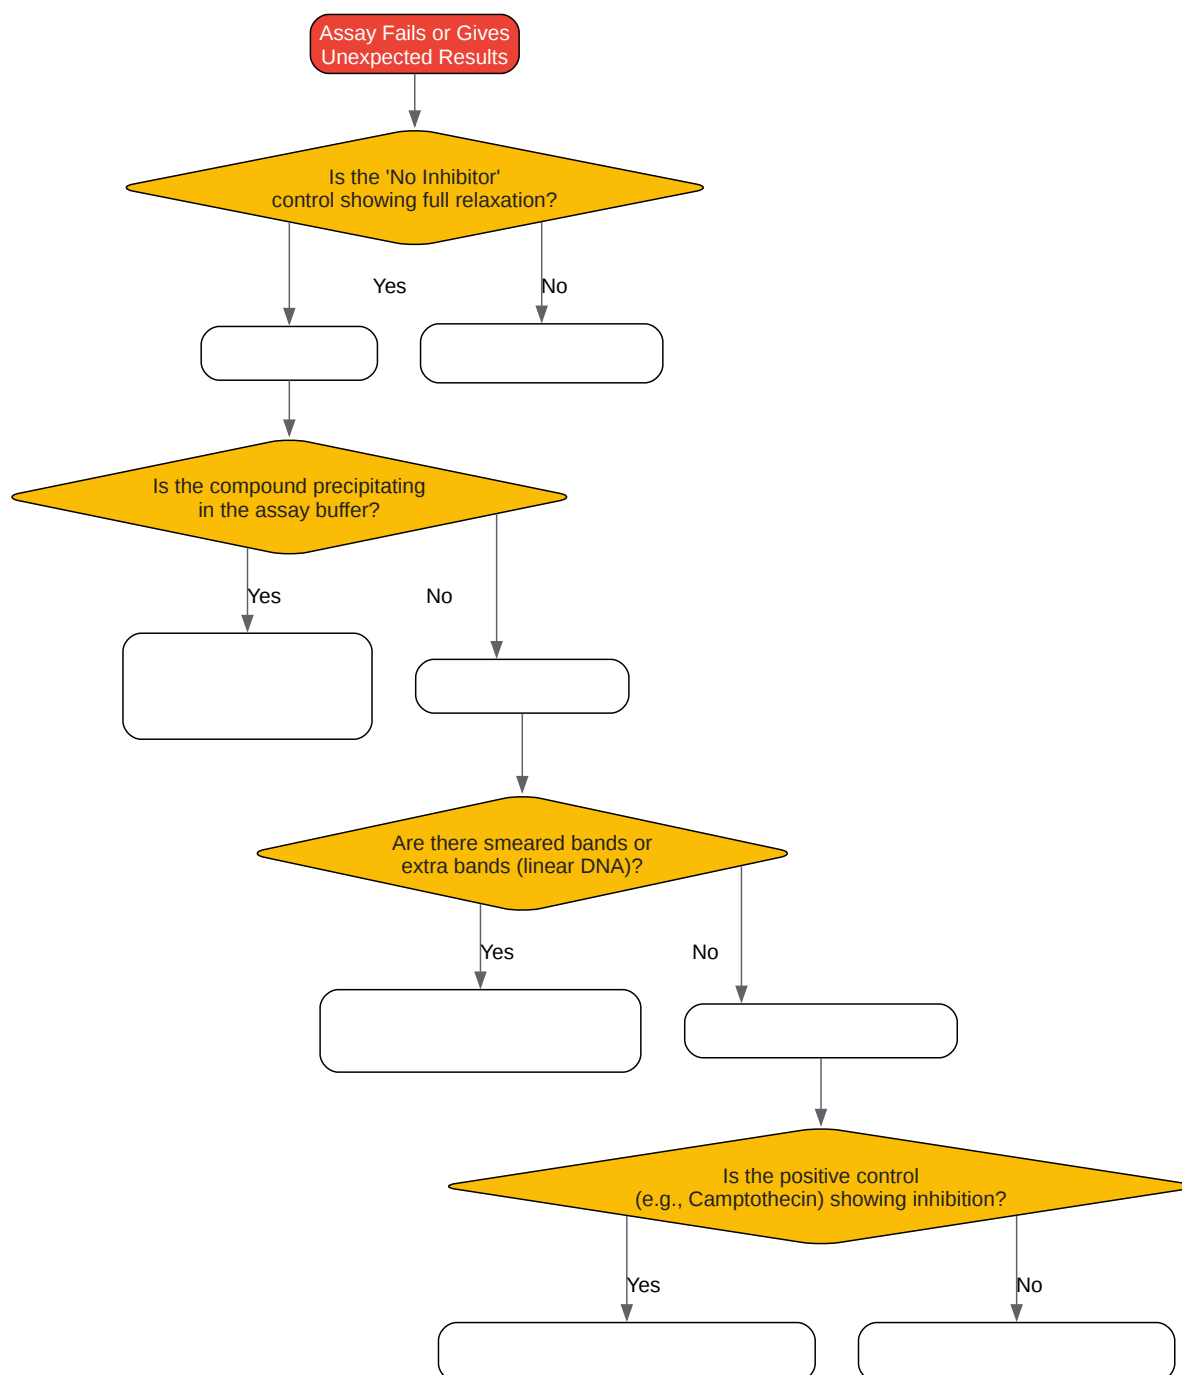 Assay Fails or Gives
Unexpected Results
Is the 'No Inhibitor'
control showing full relaxation?
Yes
No
Is the compound precipitating
in the assay buffer?
Yes
No
Are there smeared bands or
extra bands (linear DNA)?
Yes
No
Is the positive control
(e.g., Camptothecin) showing inhibition?
Yes
No